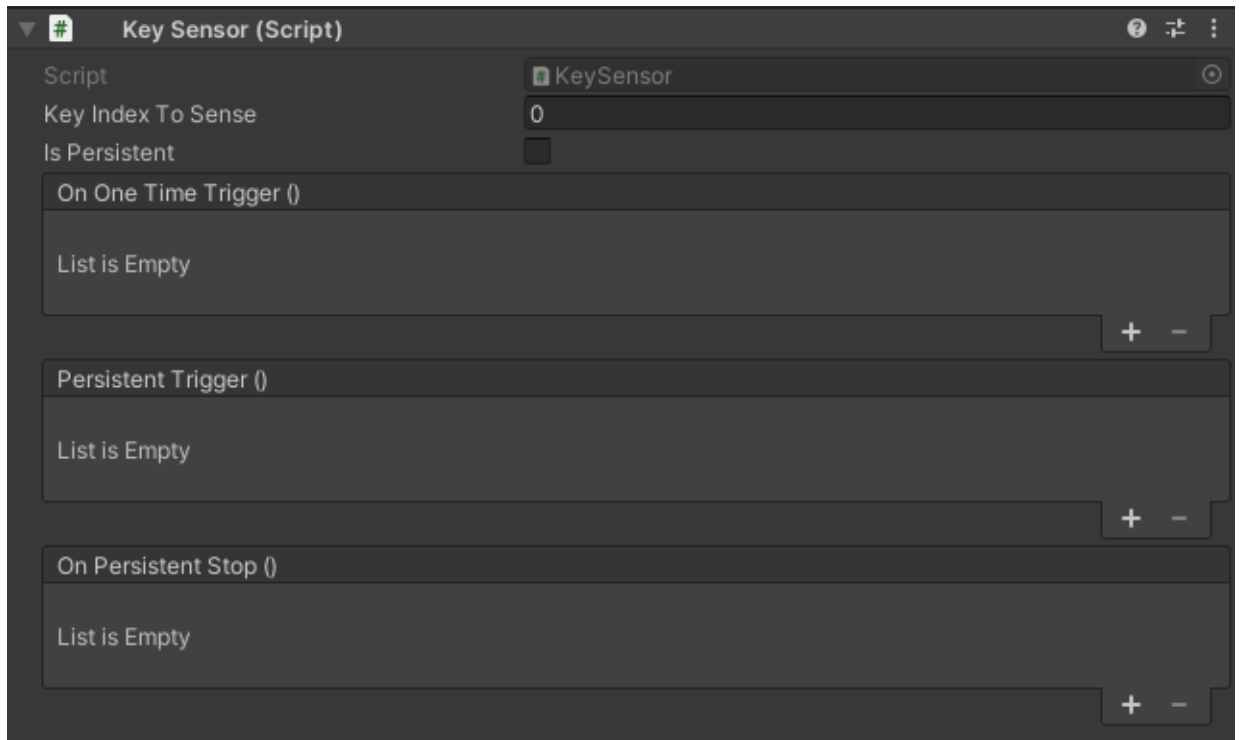 # Key Sensor (Script)
Script # KeySensor
Key Index To Sense 0
Is Persistent
On One Time Trigger ()
List is Empty
+ −
Persistent Trigger ()
List is Empty
+ −
On Persistent Stop ()
List is Empty
+ −